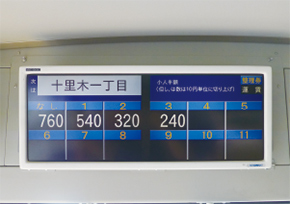 次は 十里木一丁目
小人半額
(但し、は数は10円単位に切り上げ)
整理券
運賃
なし 1 2 3 4 5
760 540 320 240
6 7 8 9 10 11